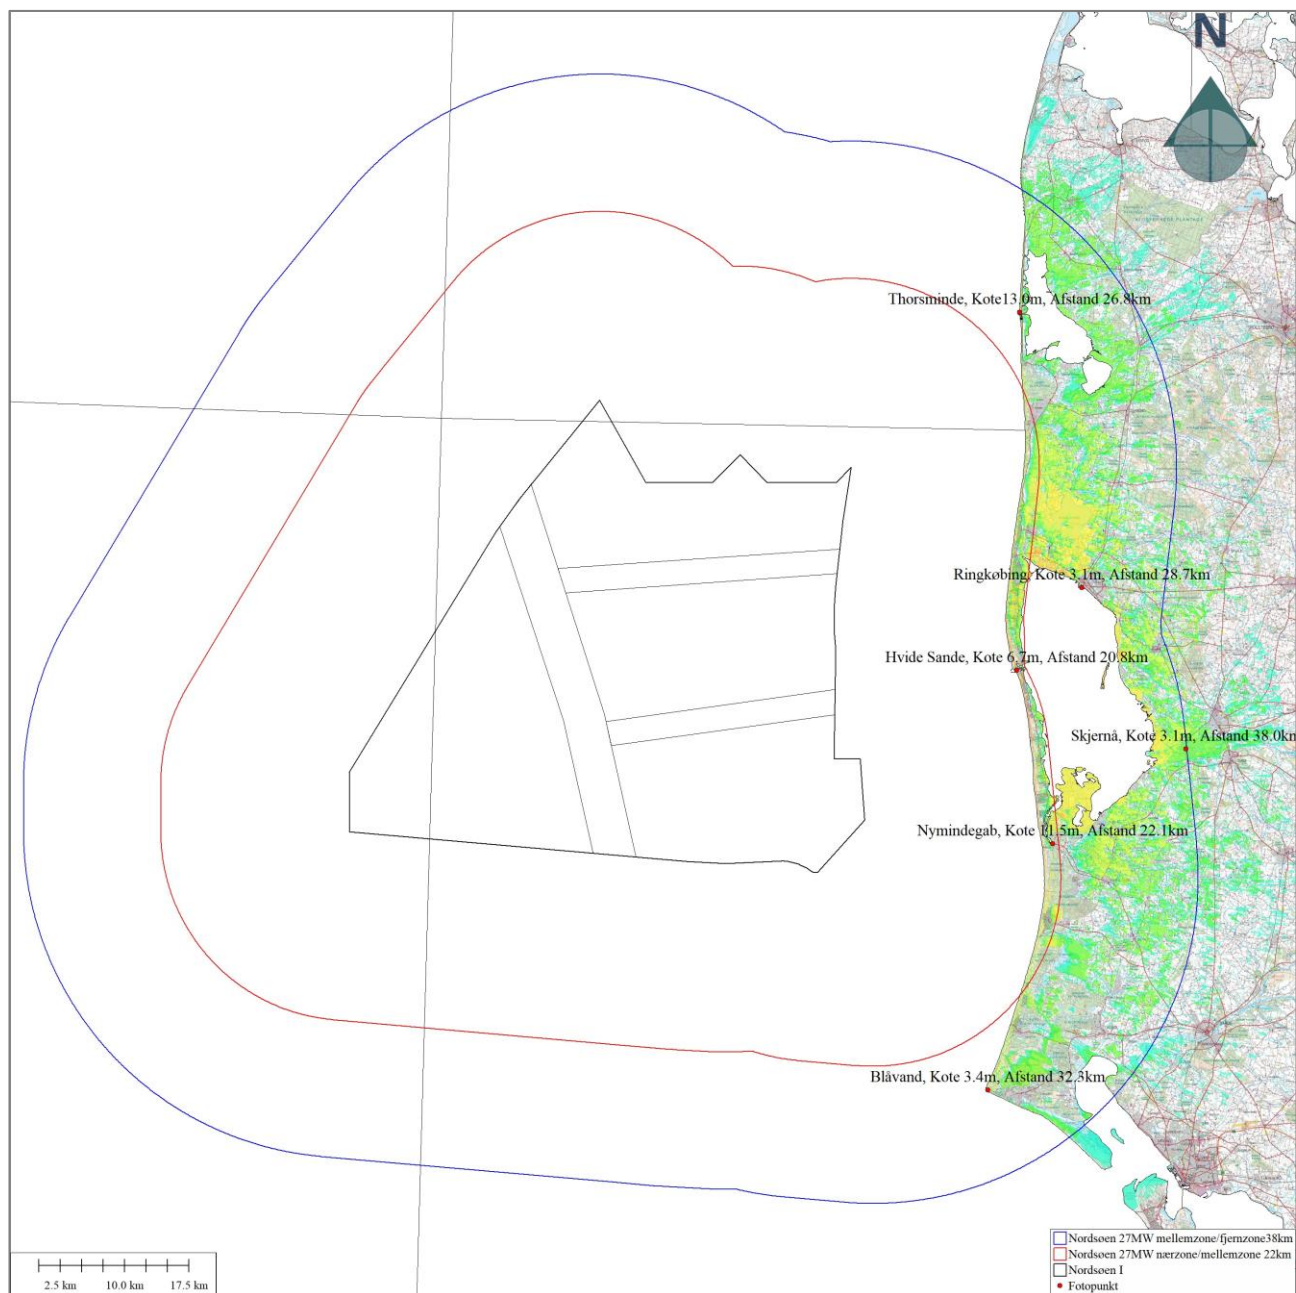 N
Thorsminde, Kote13.0m, Afstand 26.8km
Ringkøbing, Kote 3.1m, Afstand 28.7km
Hvide Sande, Kote 6.7m, Afstand 20.8km
Skjernå, Kote 3.1m, Afstand 38.0km
Nymindegab, Kote 11.5m, Afstand 22.1km
Blåvand, Kote 3.4m, Afstand 32.3km
Nordsøen 27MW mellemzone/fjernzone38km
Nordsøen 27MW nærzone/mellemzone 22km
Nordsøen I
Fotopunkt
2.5 km 10.0 km 17.5 km